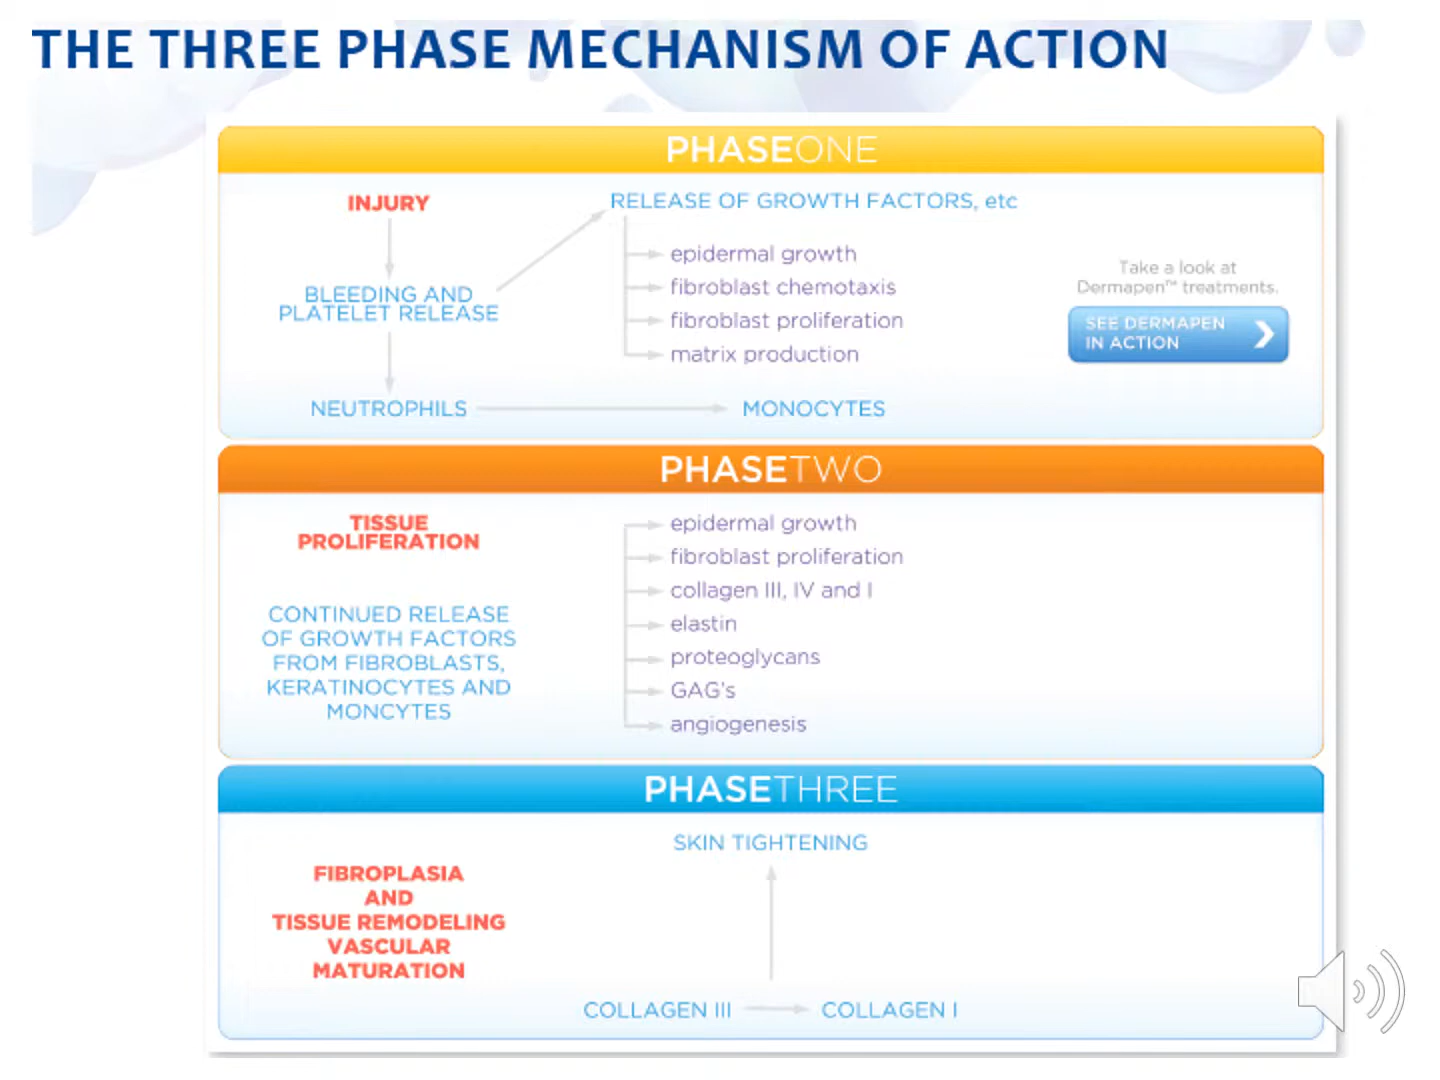 THE THREE PHASE MECHANISM OF ACTION
PHASEONE
INJURY
RELEASE OF GROWTH FACTORS, etc
epidermal growth
fibroblast chemotaxis
fibroblast proliferation
matrix production
BLEEDING AND
PLATELET RELEASE
Take a look at
Dermapen™ treatments.
SEE DERMAPEN
IN ACTION
NEUTROPHILS
MONOCYTES
PHASETWO
TISSUE
PROLIFERATION
CONTINUED RELEASE
OF GROWTH FACTORS
FROM FIBROBLASTS,
KERATINOCYTES AND
MONCYTES
epidermal growth
fibroblast proliferation
collagen III, IV and I
elastin
proteoglycans
GAG's
angiogenesis
PHASETHREE
SKIN TIGHTENING
FIBROPLASIA
AND
TISSUE REMODELING
VASCULAR
MATURATION
COLLAGEN III
COLLAGEN I